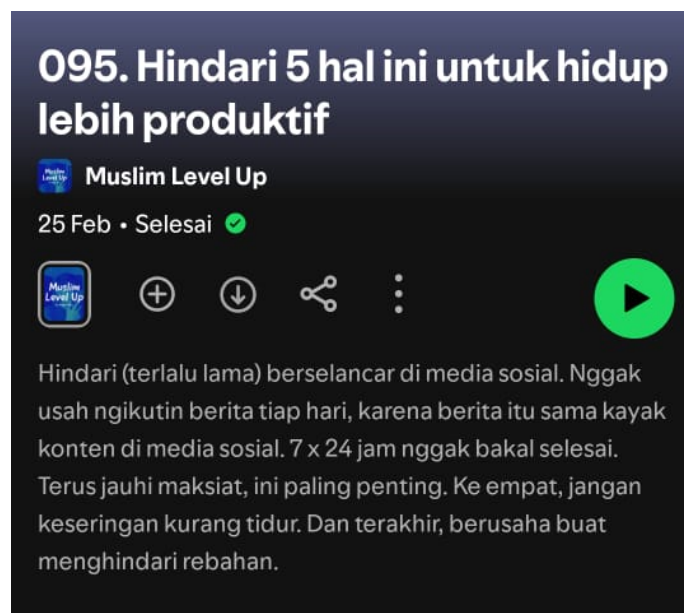 095. Hindari 5 hal ini untuk hidup
lebih produktif
Muslim Level Up
Muslim Level Up
25 Feb • Selesai
Muslim
Level Up
Hindari (terlalu lama) berselancar di media sosial. Nggak
usah ngikutin berita tiap hari, karena berita itu sama kayak
konten di media sosial. 7 x 24 jam nggak bakal selesai.
Terus jauhi maksiat, ini paling penting. Ke empat, jangan
keseringan kurang tidur. Dan terakhir, berusaha buat
menghindari rebahan.